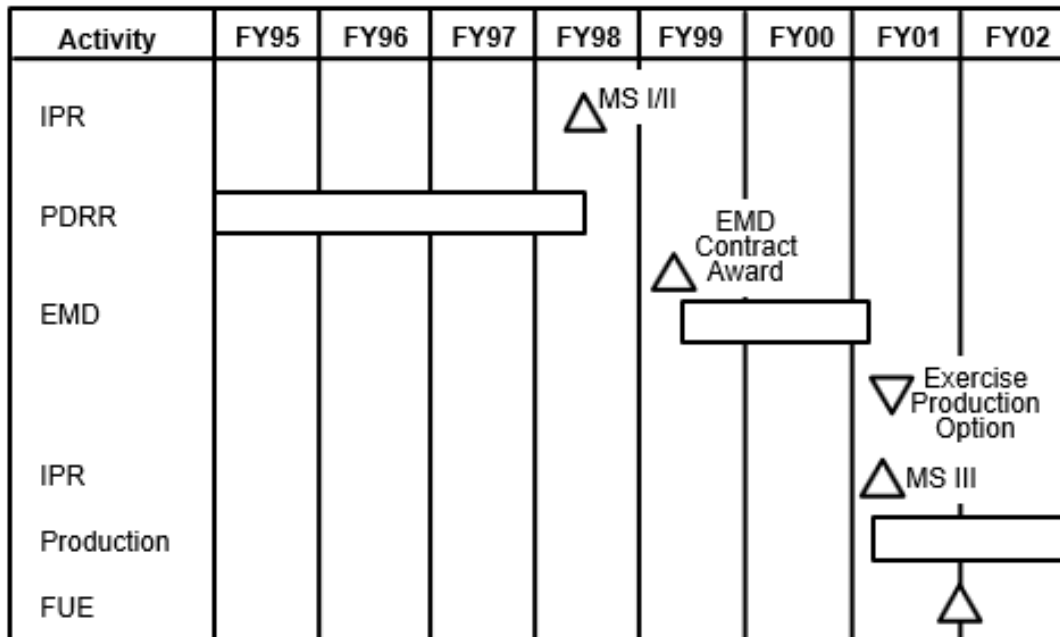 Activity FY95 FY96 FY97 FY98 FY99 FY00 FY01 FY02
IPR
MS I/II
PDRR
EMD
Contract
Award
EMD
Exercise
Production
Option
IPR
MS III
Production
FUE